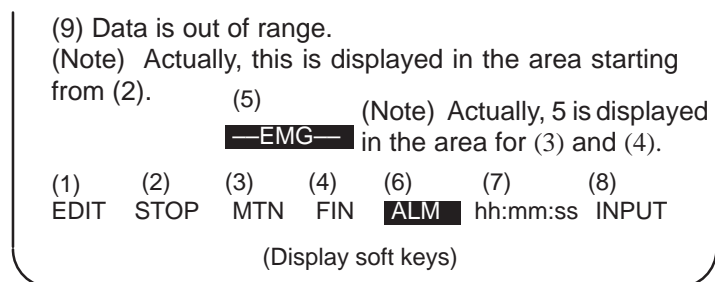 (9) Data is out of range.
(Note) Actually, this is displayed in the area starting
from (2).
(5)
(Note) Actually, 5 is displayed
—EMG— in the area for (3) and (4).
(1) (2) (3) (4) (6) (7) (8)
EDIT STOP MTN FIN ALM hh:mm:ss INPUT
(Display soft keys)